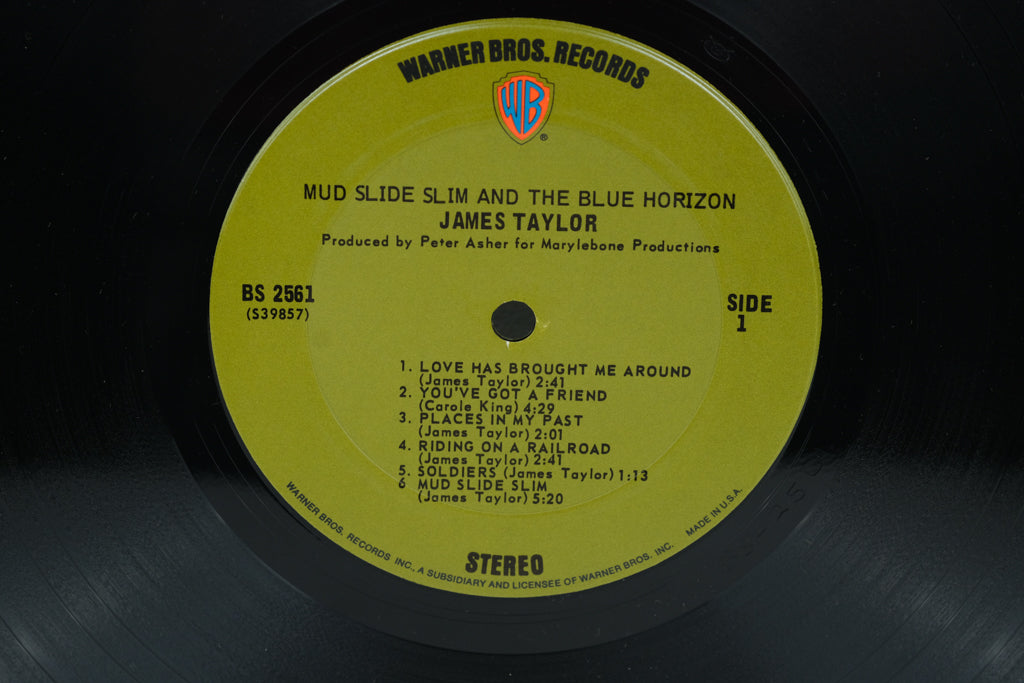 WARNER BROS. RECORDS
WB
®
MUD SLIDE SLIM AND THE BLUE HORIZON
JAMES TAYLOR
Produced by Peter Asher for Marylebone Productions
BS 2561
(S39857)
SIDE
1
1. LOVE HAS BROUGHT ME AROUND
(James Taylor) 2:41
2. YOU'VE GOT A FRIEND
(Carole King) 4:29
3. PLACES IN MY PAST
(James Taylor) 2:01
4. RIDING ON A RAILROAD
(James Taylor) 2:41
5. SOLDIERS (James Taylor) 1:13
6 MUD SLIDE SLIM
(James Taylor) 5:20
STEREO
WARNER BROS. RECORDS INC., A SUBSIDIARY AND LICENSEE OF WARNER BROS. INC. MADE IN U.S.A.